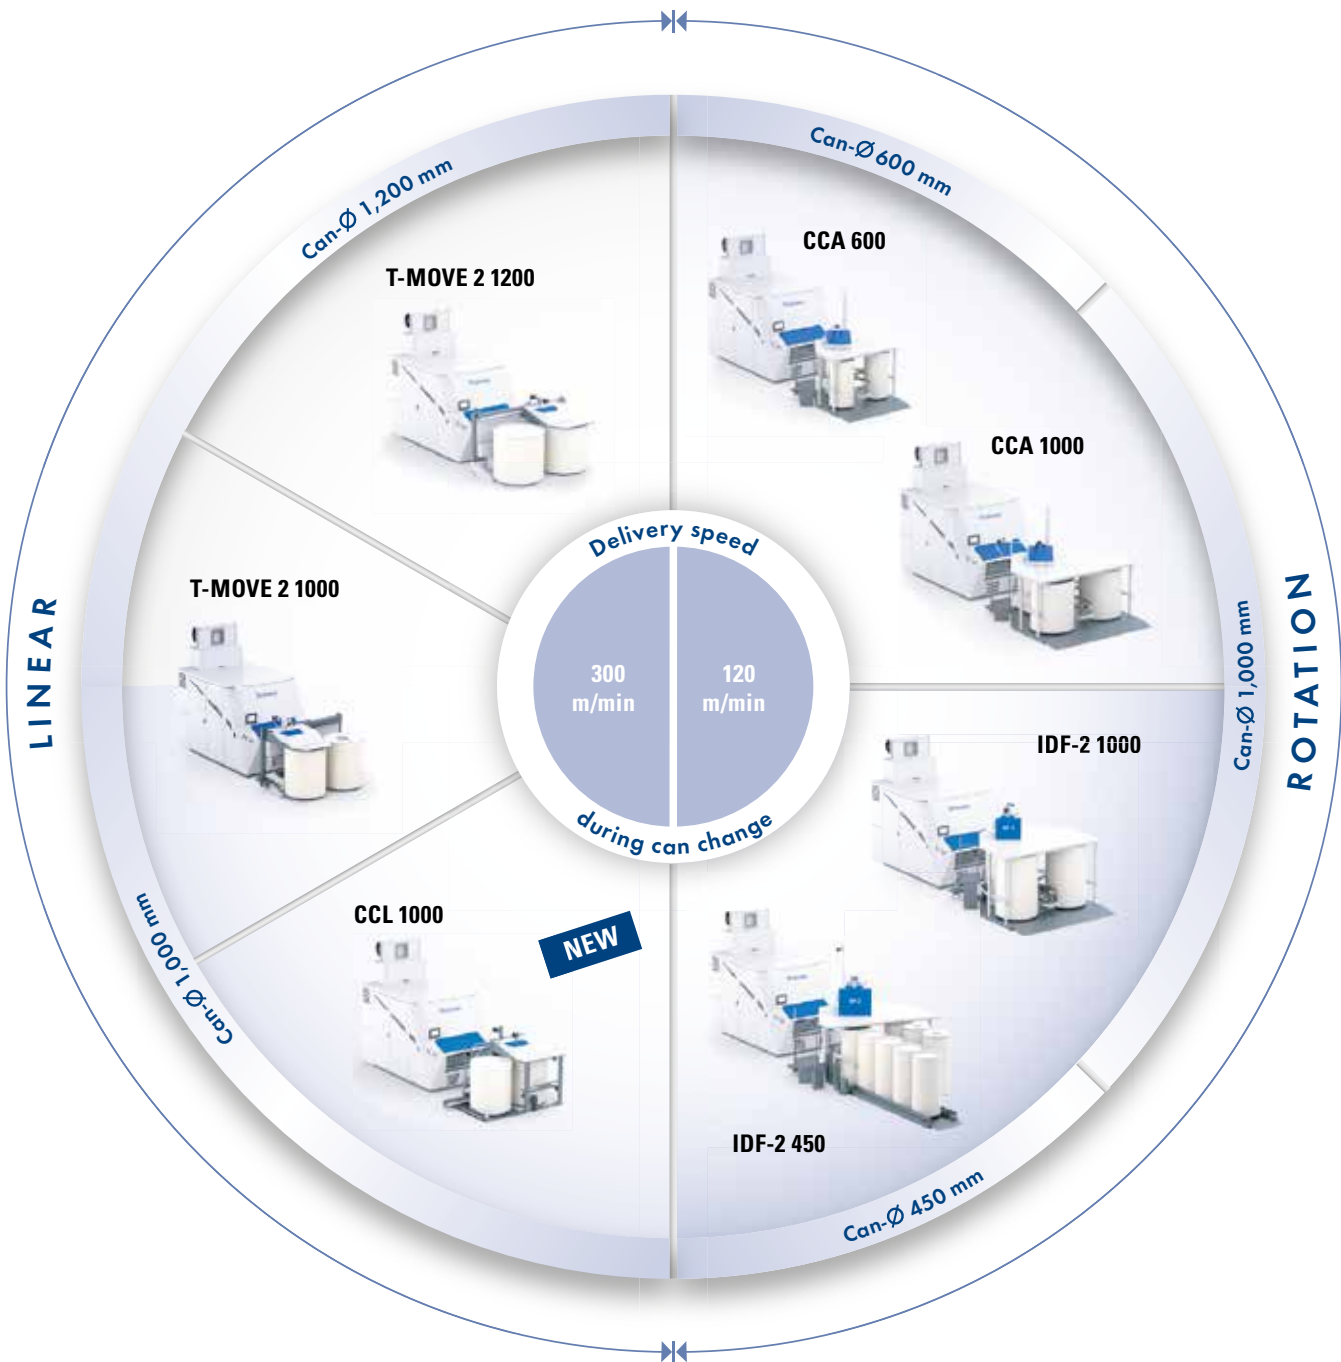 Can-Ø 1,200 mm
Can-Ø 600 mm
T-MOVE 2 1200
CCA 600
CCA 1000
Delivery speed
300
m/min
120
m/min
during can change
T-MOVE 2 1000
LINEAR
ROTATION
Can-Ø 1,000 mm
IDF-2 1000
Can-Ø 1,000 mm
CCL 1000
NEW
IDF-2 450
Can-Ø 450 mm